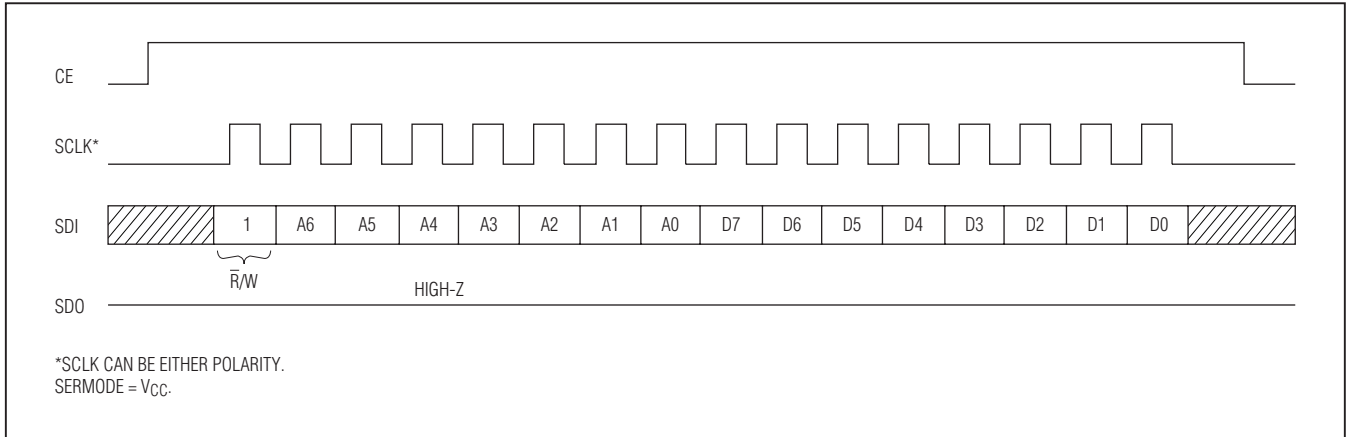 CE
SCLK*
SDI 1 A6 A5 A4 A3 A2 A1 A0 D7 D6 D5 D4 D3 D2 D1 D0
R̅/W
HIGH-Z
SDO
*SCLK CAN BE EITHER POLARITY.
SERMODE = VCC.